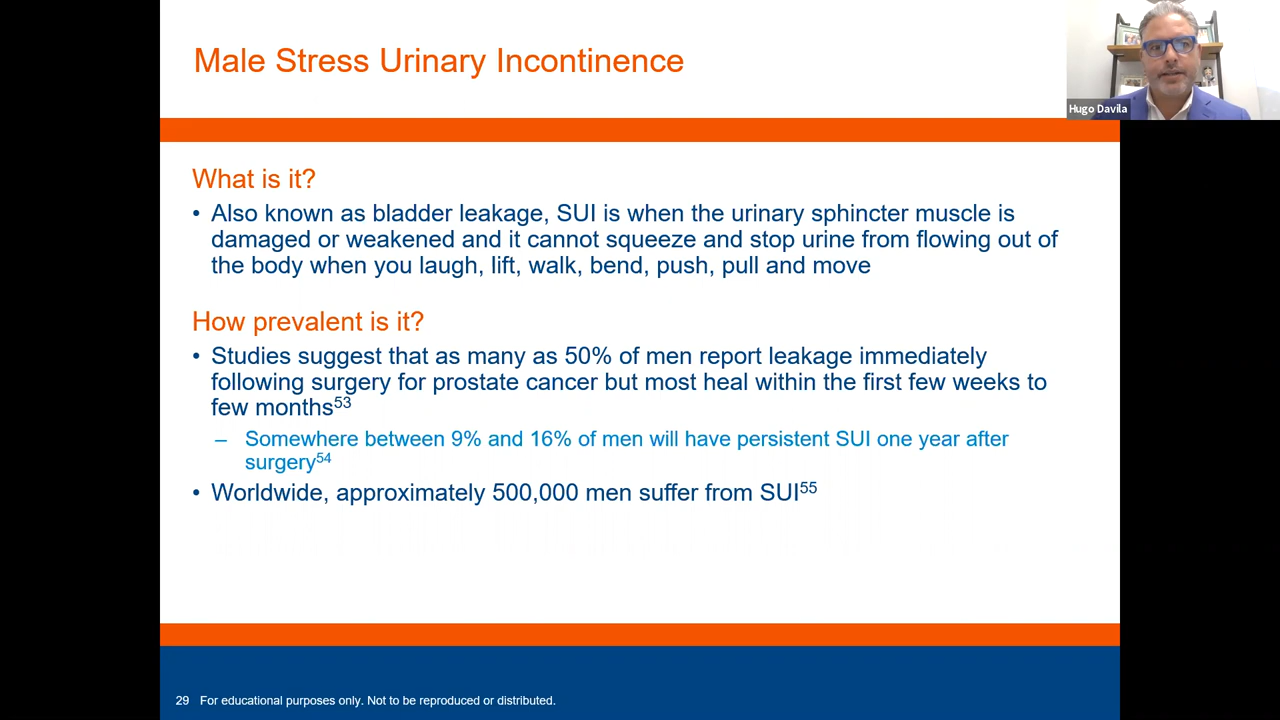 Male Stress Urinary Incontinence
Hugo Davila
What is it?
• Also known as bladder leakage, SUI is when the urinary sphincter muscle is
damaged or weakened and it cannot squeeze and stop urine from flowing out of
the body when you laugh, lift, walk, bend, push, pull and move
How prevalent is it?
• Studies suggest that as many as 50% of men report leakage immediately
following surgery for prostate cancer but most heal within the first few weeks to
few months53
– Somewhere between 9% and 16% of men will have persistent SUI one year after
surgery54
• Worldwide, approximately 500,000 men suffer from SUI55
29 For educational purposes only. Not to be reproduced or distributed.